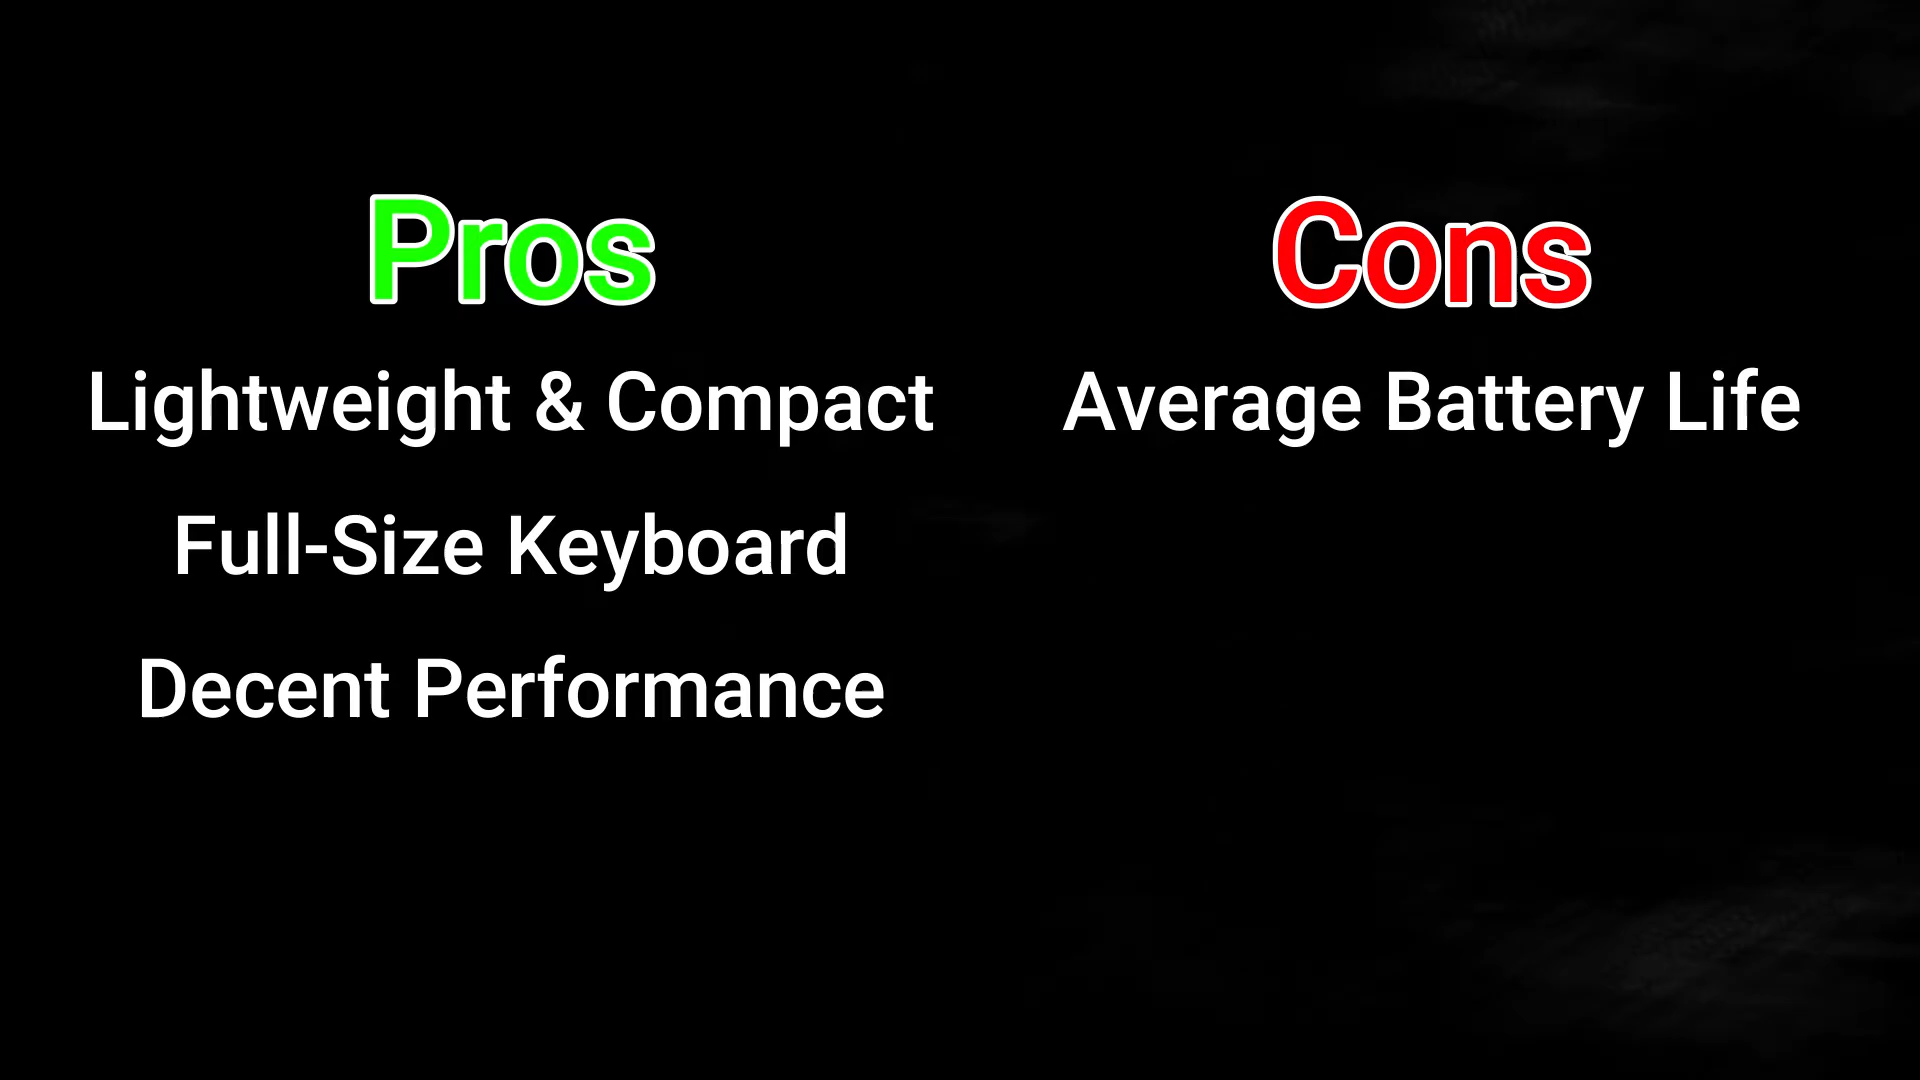 Pros
Lightweight & Compact
Full-Size Keyboard
Decent Performance
Cons
Average Battery Life